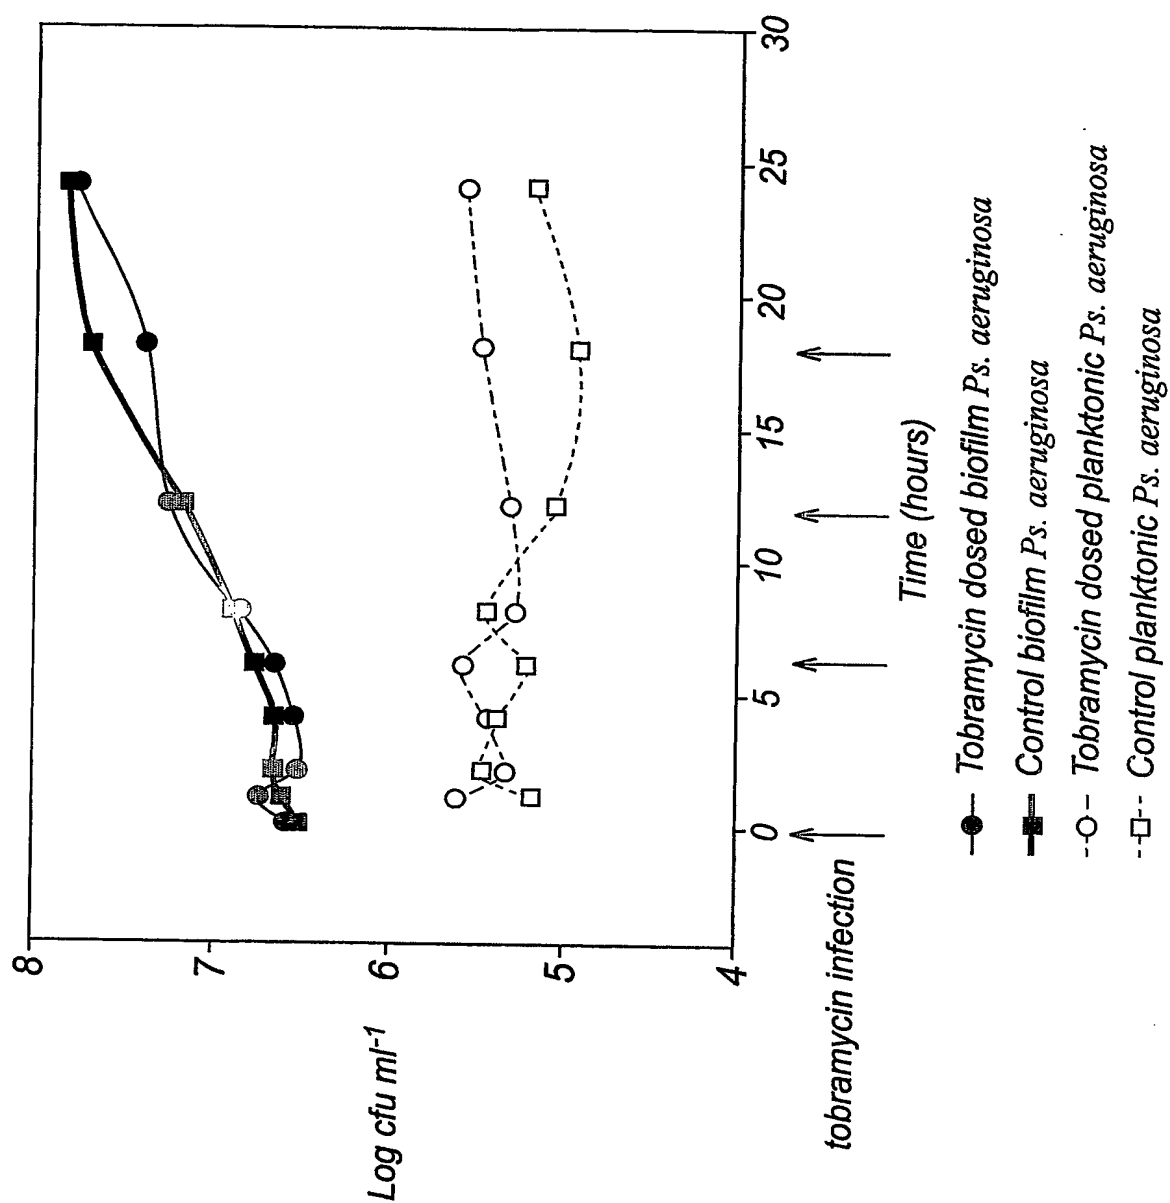 Log cfu ml-1
8
7
6
5
4
0
5
10
15
20
25
30
Time (hours)
tobramycin infection
Tobramycin dosed biofilm Ps. aeruginosa
Control biofilm Ps. aeruginosa
Tobramycin dosed planktonic Ps. aeruginosa
Control planktonic Ps. aeruginosa